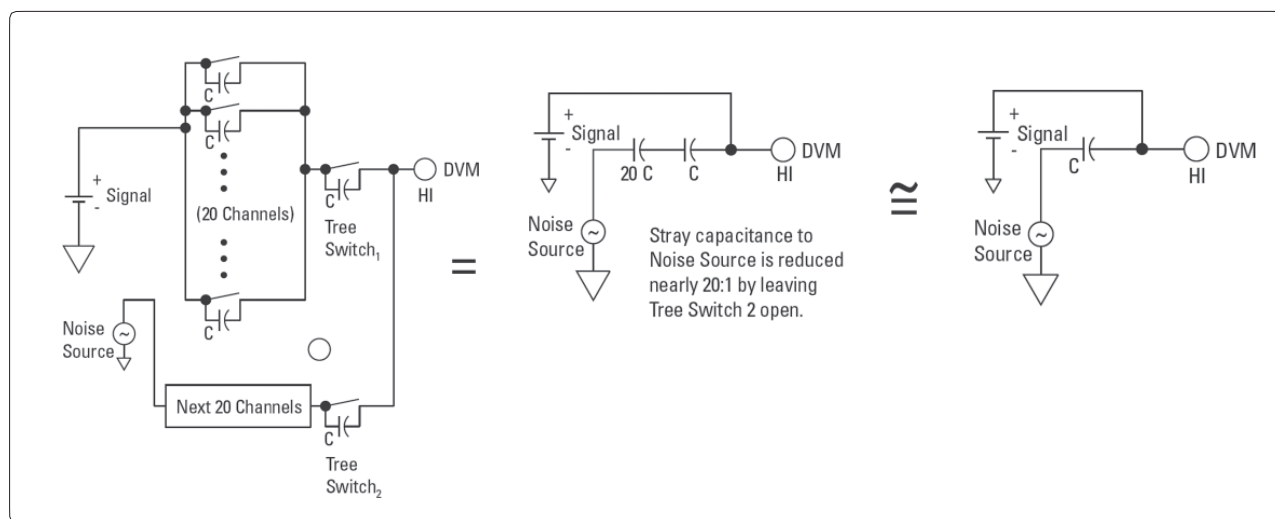 C
C
+
Signal
-
(20 Channels)
C
DVM
HI
Tree
Switch₁
C
Noise
Source
~
Next 20 Channels
C
Tree
Switch₂
=
+
Signal
-
20 C
C
DVM
HI
Noise
Source
~
Stray capacitance to
Noise Source is reduced
nearly 20:1 by leaving
Tree Switch 2 open.
≅
+
Signal
-
C
DVM
HI
Noise
Source
~